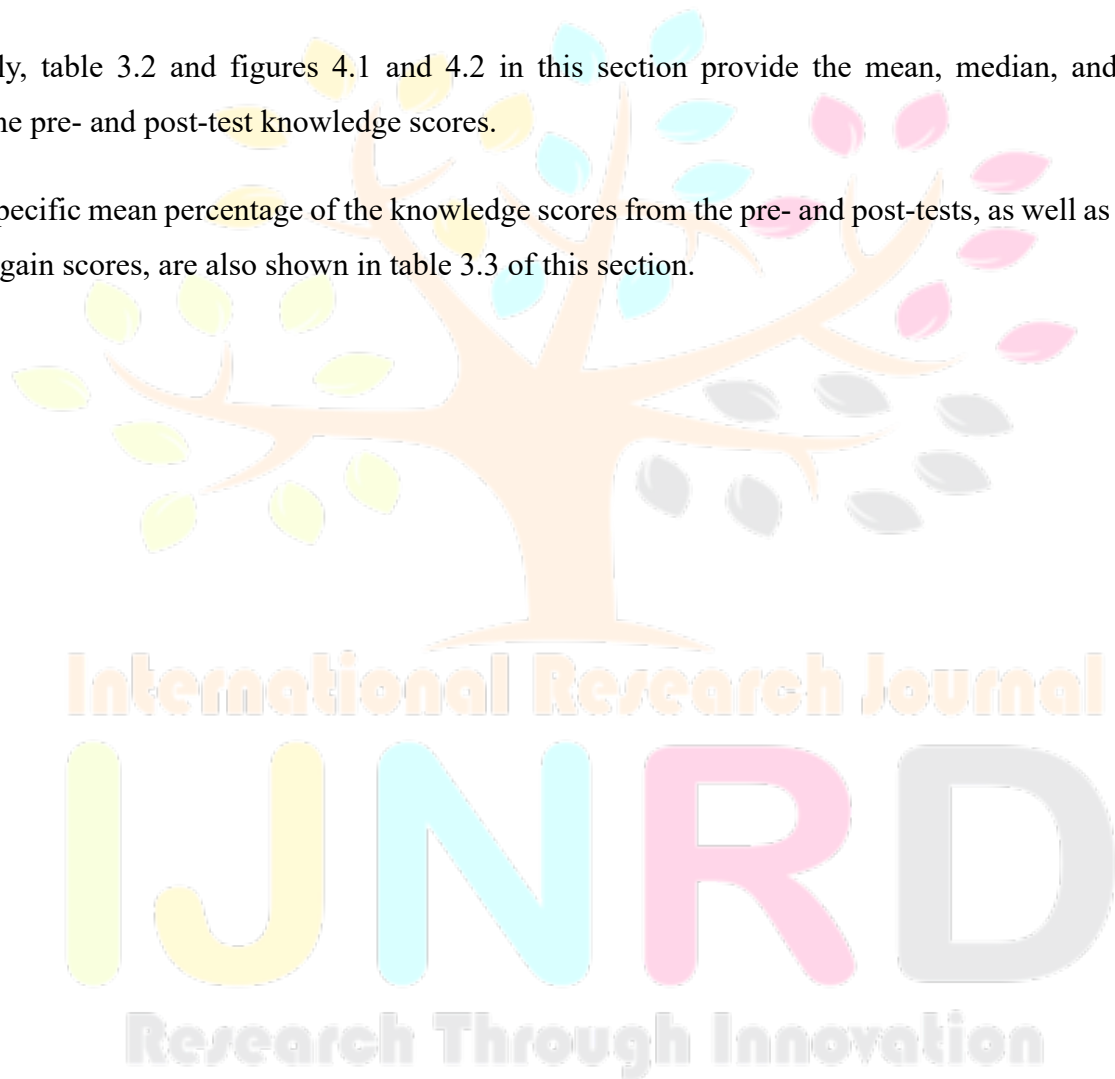 ly, table 3.2 and figures 4.1 and 4.2 in this section provide the mean, median, and
he pre- and post-test knowledge scores.
pecific mean percentage of the knowledge scores from the pre- and post-tests, as well as
gain scores, are also shown in table 3.3 of this section.
International Research Journal
IJNRD
Research Through Innovation